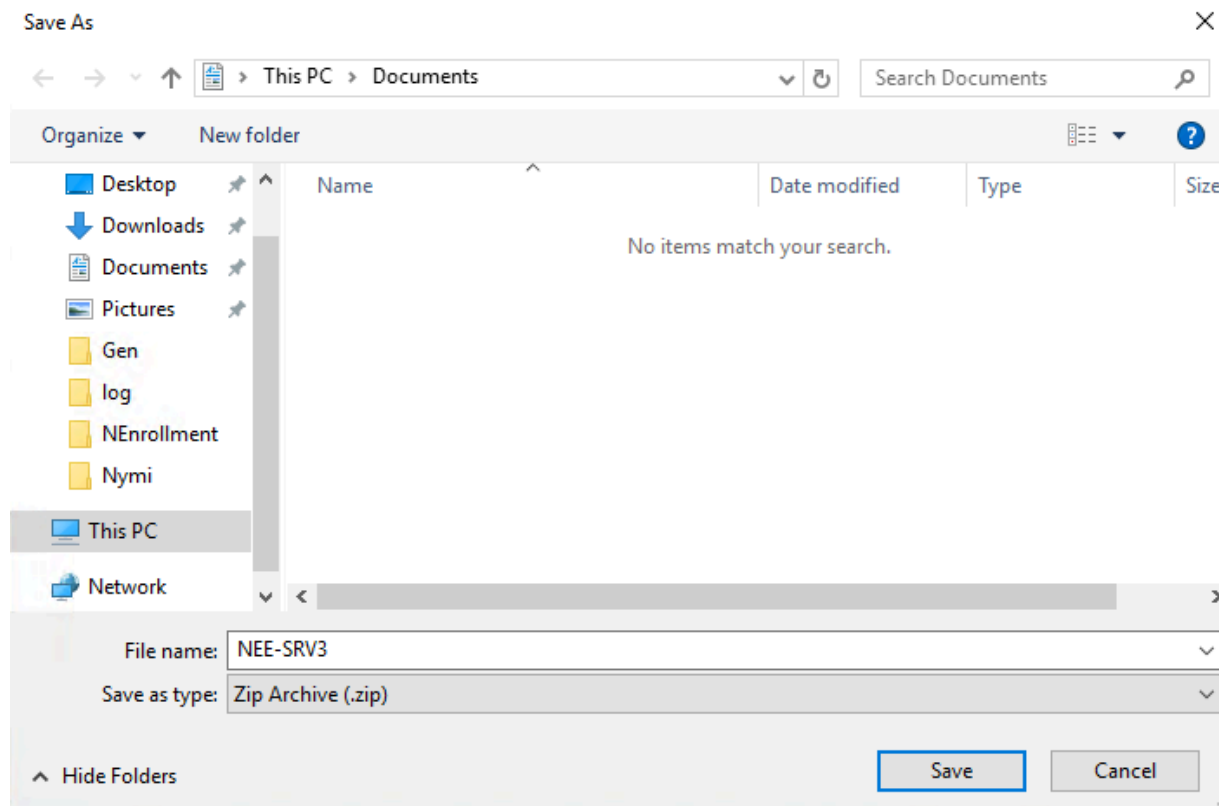 Save As
This PC > Documents
Search Documents
Organize
New folder
Name
Date modified
Type
Size
No items match your search.
Desktop
Downloads
Documents
Pictures
Gen
log
NEnrollment
Nymi
This PC
Network
File name: NEE-SRV3
Save as type: Zip Archive (.zip)
Hide Folders
Save
Cancel